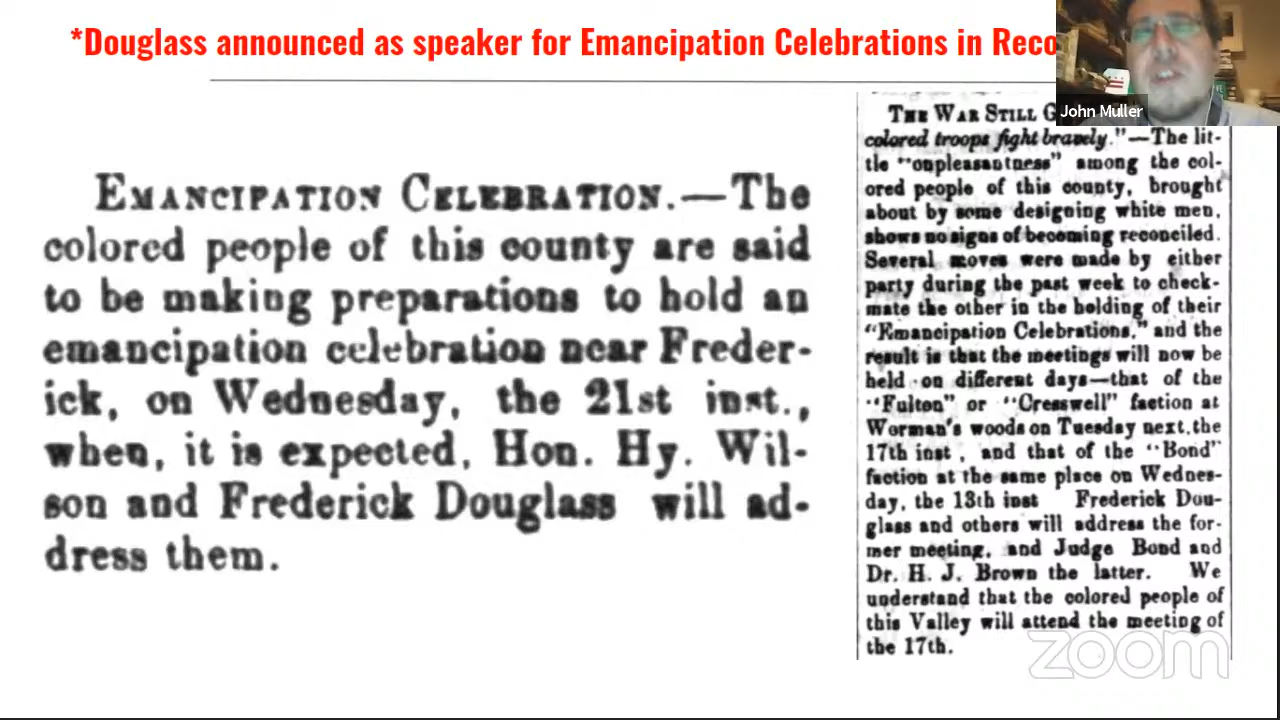 *Douglass announced as speaker for Emancipation Celebrations in Reco
John Muller
EMANCIPATION CELEBRATION.—The
colored people of this county are said
to be making preparations to hold an
emancipation celebration near Freder-
ick, on Wednesday, the 21st inst.,
when, it is expected, Hon. Hy. Wil-
son and Frederick Douglass will ad-
dress them.
THE WAR STILL G
colored troops fight bravely."—The lit-
tle "onpleasantness" among the col-
ored people of this county, brought
about by some designing white men,
shows no signs of becoming reconciled.
Several moves were made by either
party during the past week to check-
mate the other in the holding of their
"Emancipation Celebrations," and the
result is that the meetings will now be
held on different days—that of the
"Fulton" or "Cresswell" faction at
Worman's woods on Tuesday next, the
17th inst, and that of the "Bond"
faction at the same place on Wednes-
day, the 13th inst Frederick Dou-
glass and others will address the for-
mer meeting, and Judge Bond and
Dr. H. J. Brown the latter. We
understand that the colored people of
this Valley will attend the meeting of
the 17th.
zoom